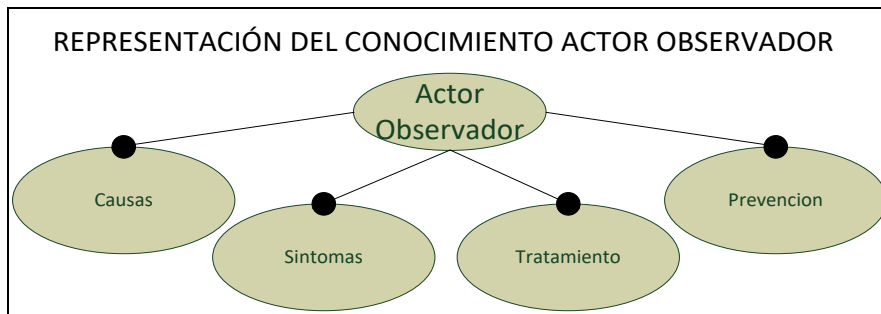 REPRESENTACIÓN DEL CONOCIMIENTO ACTOR OBSERVADOR
Actor
Observador
Causas
Sintomas
Tratamiento
Prevencion